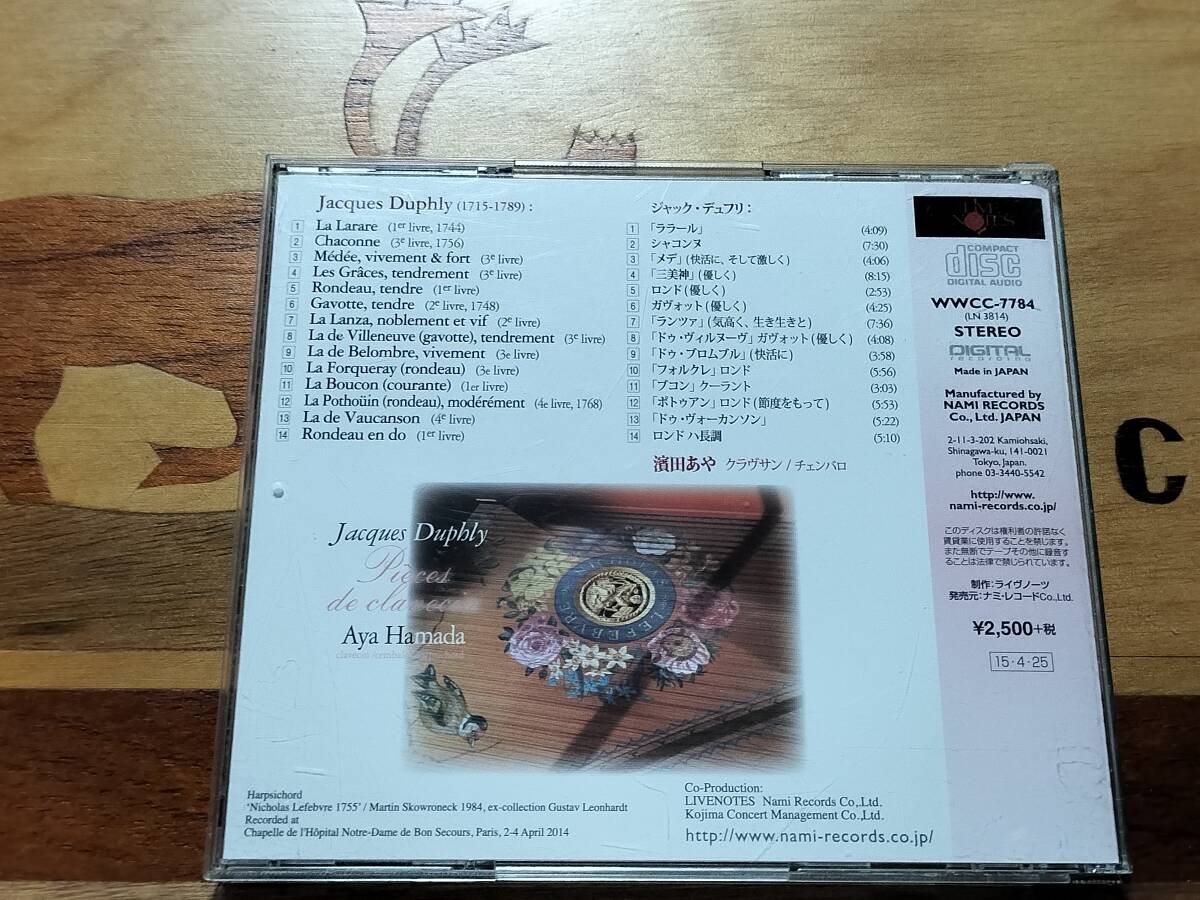 Jacques Duphly (1715-1789) :
1 La Larare (1er livre, 1744)
2 Chaconne (3e livre, 1756)
3 Médée, vivement & fort (3e livre)
4 Les Grâces, tendrement (3e livre)
5 Rondeau, tendre (1er livre)
6 Gavotte, tendre (2e livre, 1748)
7 La Lanza, noblement et vif (2e livre)
8 La de Villeneuve (gavotte), tendrement (3e livre)
9 La de Belombre, vivement (3e livre)
10 La Forqueray (rondeau) (3e livre)
11 La Boucon (courante) (1er livre)
12 La Pothoüin (rondeau), modérément (4e livre, 1768)
13 La de Vaucanson (4e livre)
14 Rondeau en do (1er livre)
ジャック・デュフリ :
1 「ララール」 (4:09)
2 シャコンヌ (7:30)
3 「メデ」(快活に、そして激しく) (4:06)
4 「三美神」(優しく) (8:15)
5 ロンド(優しく) (2:53)
6 ガヴォット(優しく) (4:25)
7 「ランツァ」(気高く、生き生きと) (7:36)
8 「ドゥ・ヴィルヌーヴ」ガヴォット(優しく) (4:08)
9 「ドゥ・ブロムブル」(快活に) (3:58)
10 「フォルクレ」ロンド (5:56)
11 「ブコン」クーラント (3:03)
12 「ポトゥアン」ロンド(節度をもって) (5:53)
13 「ドゥ・ヴォーカンソン」 (5:22)
14 ロンド ハ長調 (5:10)
濱田あや クラヴサン / チェンバロ
Jacques Duphly
Pièces
de clavecin
Aya Hamada
clavecin /cembalo
Harpsichord
'Nicholas Lefebvre 1755' / Martin Skowroneck 1984, ex-collection Gustav Leonhardt
Recorded at
Chapelle de l'Hôpital Notre-Dame de Bon Secours, Paris, 2-4 April 2014
Co-Production:
LIVENOTES Nami Records Co.,Ltd.
Kojima Concert Management Co.,Ltd.
http://www.nami-records.co.jp/
LIVE
NOTES
COMPACT
disc
DIGITAL AUDIO
WWCC-7784
(LN 3814)
STEREO
DIGITAL
recording
Made in JAPAN
Manufactured by
NAMI RECORDS
Co., Ltd. JAPAN
2-11-3-202 Kamiohsaki,
Shinagawa-ku, 141-0021
Tokyo, Japan.
phone 03-3440-5542
http://www.
nami-records.co.jp/
このディスクは権利者の許諾なく
賃貸業に使用することを禁じます。
また無断でテープその他に録音す
ることは法律で禁じられています。
制作:ライヴノーツ
発売元:ナミ・レコードCo.,Ltd.
¥2,500+税
15・4・25
C